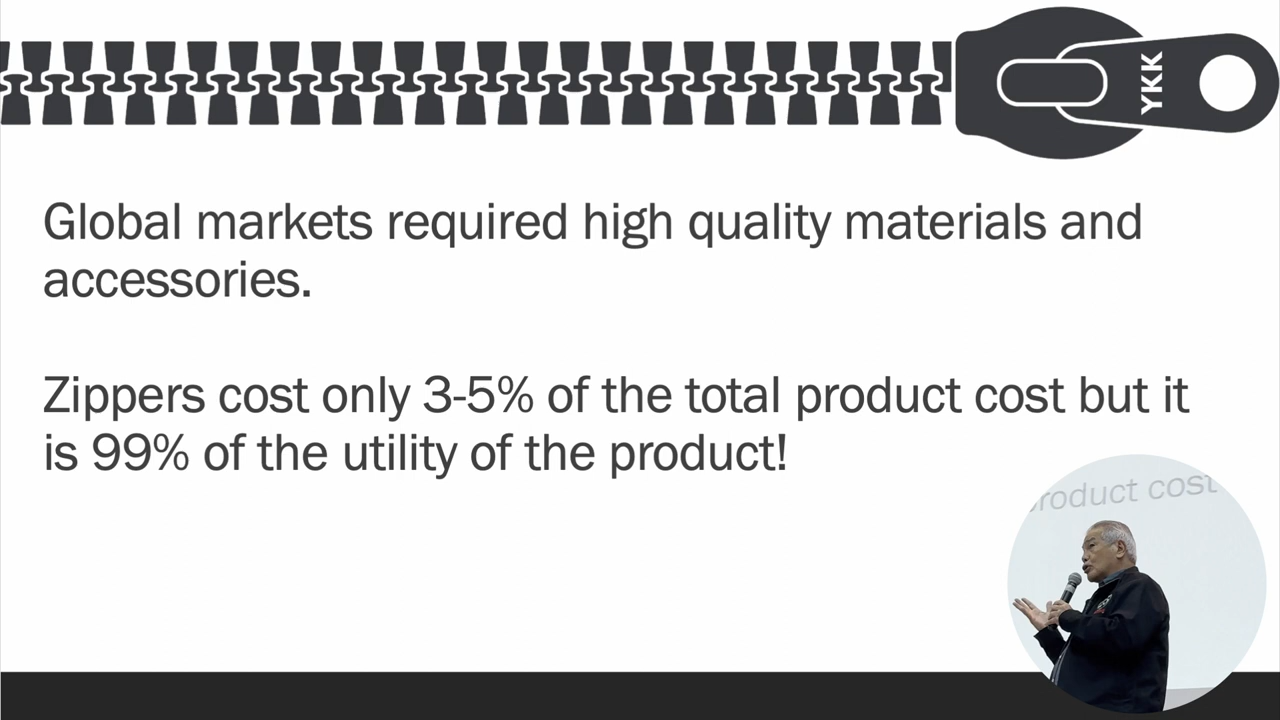 YKK
Global markets required high quality materials and
accessories.
Zippers cost only 3-5% of the total product cost but it
is 99% of the utility of the product!
product cost